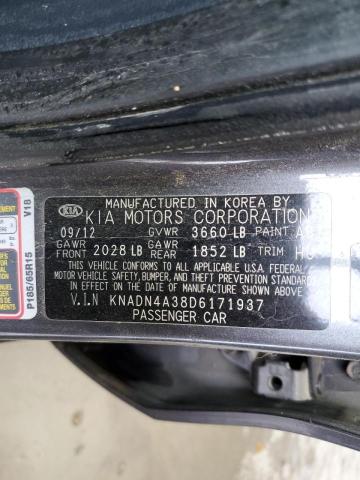 MANUFACTURED IN KOREA BY
KIA KIA MOTORS CORPORATION
09/12 GVWR 3660 LB PAINT
GAWR FRONT 2028 LB GAWR REAR 1852 LB TRIM
THIS VEHICLE CONFORMS TO ALL APPLICABLE U.S.A. FEDERAL
MOTOR VEHICLE SAFETY, BUMPER, AND THEFT PREVENTION STANDARDS
IN EFFECT ON THE DATE OF MANUFACTURE SHOWN ABOVE.
V.I.N KNADN4A38D6171937
PASSENGER CAR
P185/65R15 V18